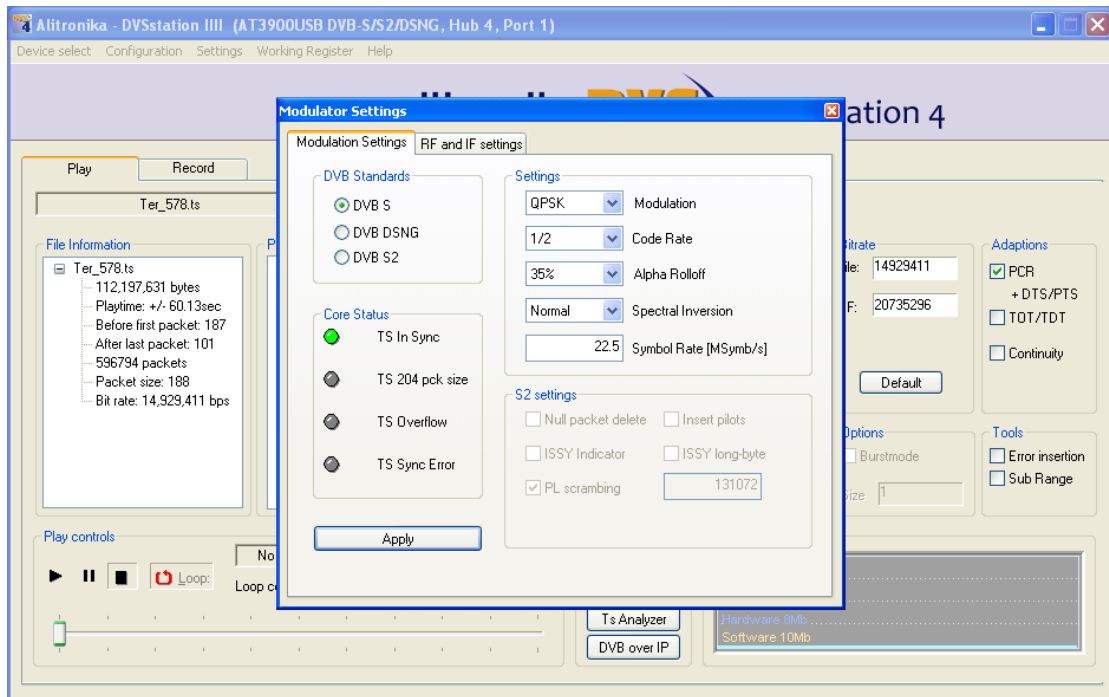 Alitronika - DVSstation IIII (AT3900USB DVB-S/S2/DSNG, Hub 4, Port 1)
Device select Configuration Settings Working Register Help
ation 4
Modulator Settings
Modulation Settings RF and IF settings
Play Record
Ter_578.ts
File Information
Ter_578.ts
112,197,631 bytes
Playtime: +/- 60.13sec
Before first packet: 187
After last packet: 101
596794 packets
Packet size: 188
Bit rate: 14,929,411 bps
DVB Standards
DVB S
DVB DSNG
DVB S2
Core Status
TS In Sync
TS 204 pck size
TS Overflow
TS Sync Error
Apply
Settings
QPSK Modulation
1/2 Code Rate
35% Alpha Rolloff
Normal Spectral Inversion
22.5 Symbol Rate [MSymb/s]
S2 settings
Null packet delete Insert pilots
ISSY Indicator ISSY long-byte
PL scrambing 131072
Bitrate
ile: 14929411
F: 20735296
Default
Adaptions
PCR
+ DTS/PTS
TOT/TDT
Continuity
Options
Burstmode
Size 1
Tools
Error insertion
Sub Range
Play controls
Loop:
No
Loop co
Ts Analyzer
DVB over IP
Hardware 8Mb
Software 10Mb